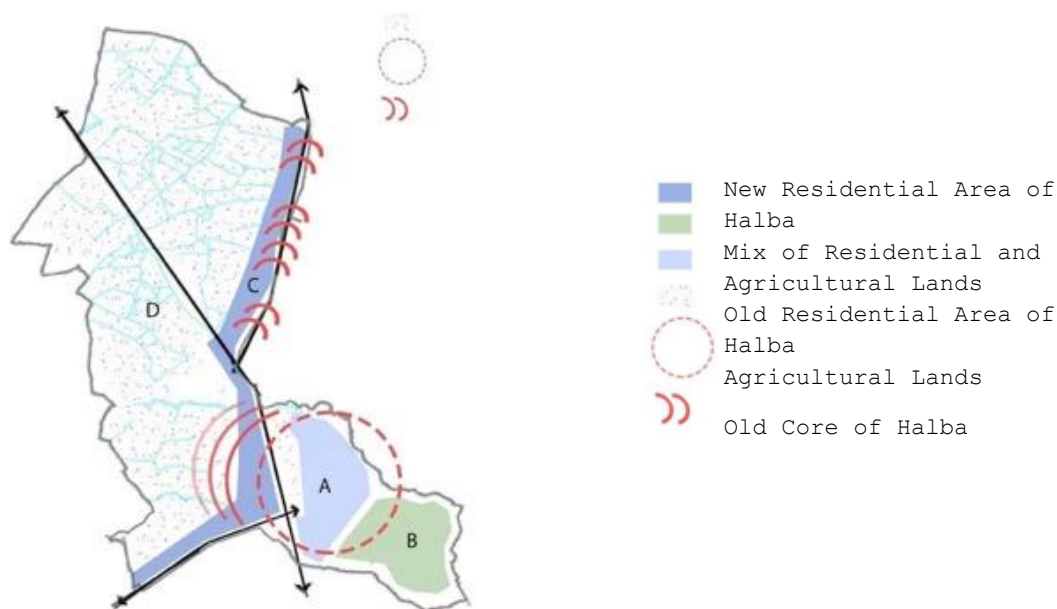 New Residential Area of
Halba
Mix of Residential and
Agricultural Lands
Old Residential Area of
Halba
Agricultural Lands
Old Core of Halba
C
D
A
B